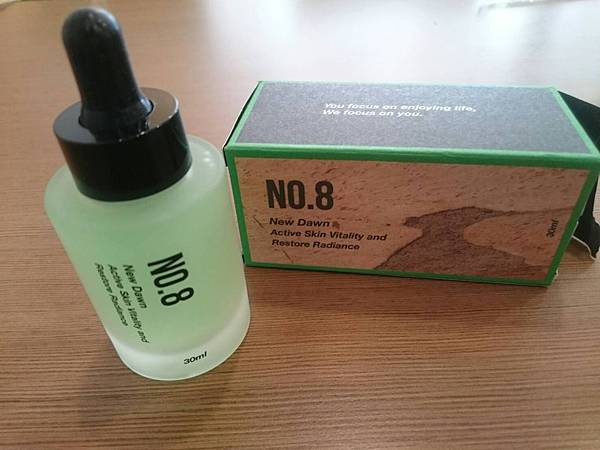 You focus on enjoying life,
We focus on you.
NO.8
New Dawn
Active Skin Vitality and
Restore Radiance
30ml
NO.8
New Dawn
Active Skin Vitality and
Restore Radiance
30ml